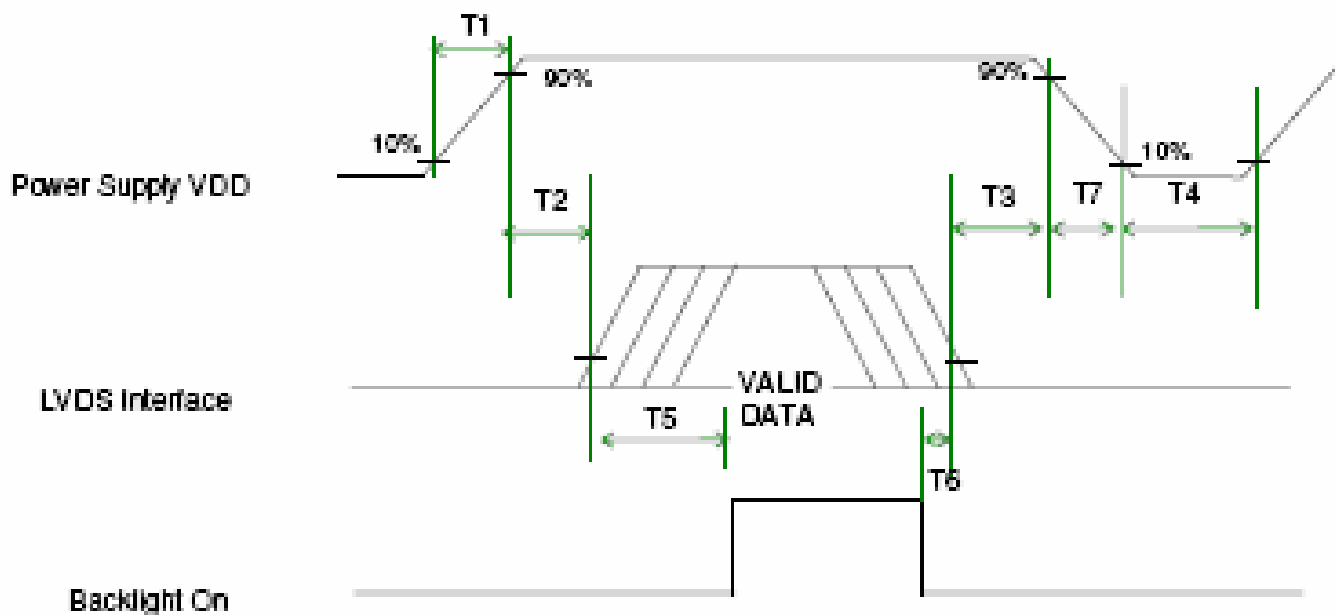 T1
90%
90%
10%
10%
Power Supply VDD
T2
T3
T7
T4
LVDS Interface
VALID
DATA
T5
T6
Backlight On